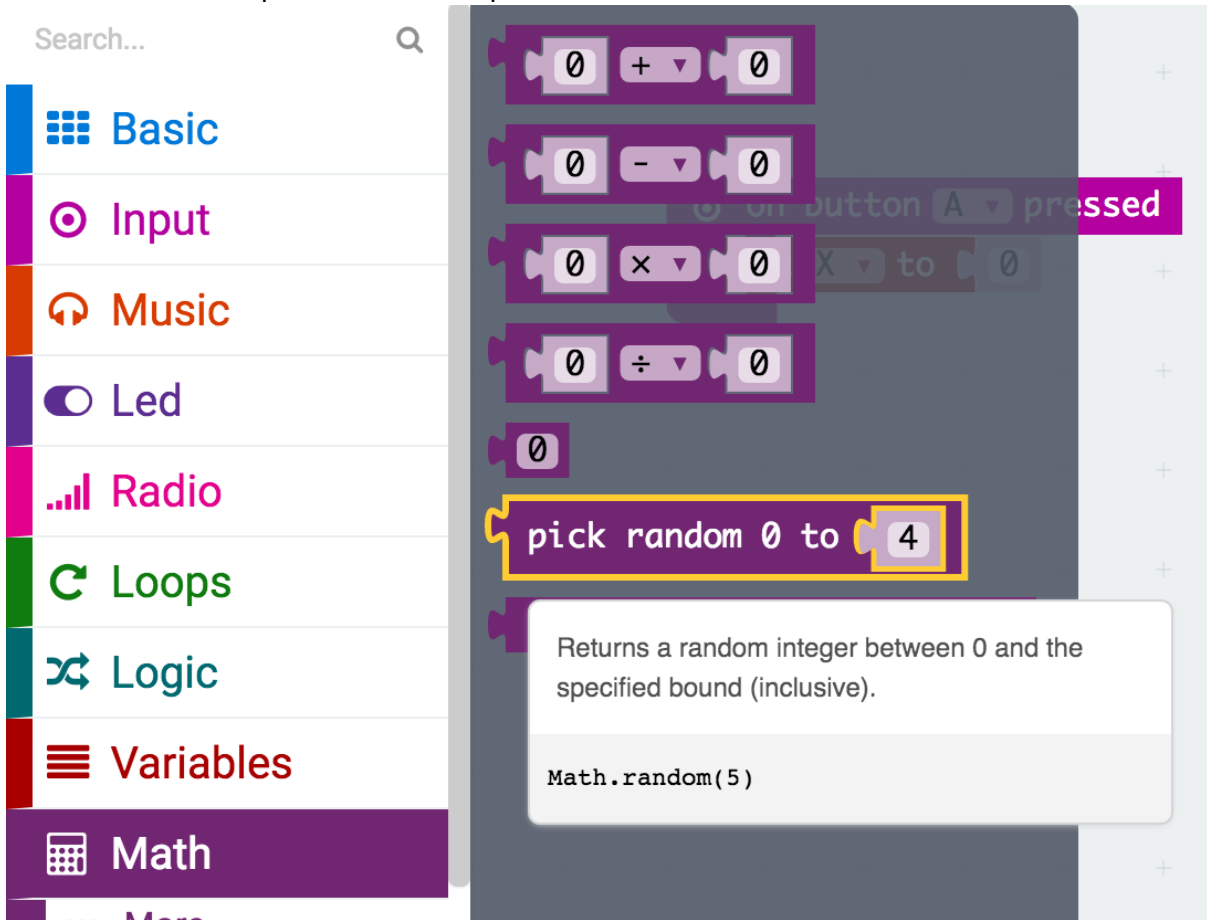 Search...
Basic
Input
Music
Led
Radio
Loops
Logic
Variables
Math
More
0 + 0
0 - 0
0 × 0
0 ÷ 0
0
pick random 0 to 4
Returns a random integer between 0 and the
specified bound (inclusive).
Math.random(5)
on button A pressed
X to 0